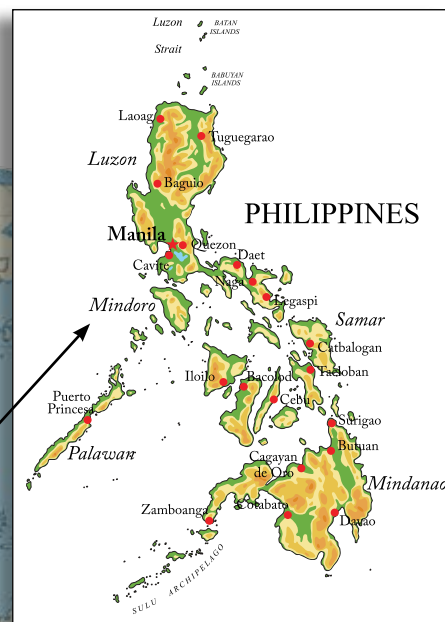 Luzon
Strait
BATAN
ISLANDS
BABUYAN
ISLANDS
Laoag
Tuguegarao
Luzon
Baguio
PHILIPPINES
Manila
Quezon
Cavite
Daet
Naga
Legaspi
Mindoro
Samar
Catbalogan
Tacloban
Iloilo
Bacolod
Cebu
Puerto
Princesa
Palawan
Surigao
Butuan
Cagayan
de Oro
Mindanao
Zamboanga
Cotabato
Davao
SULU ARCHIPELAGO